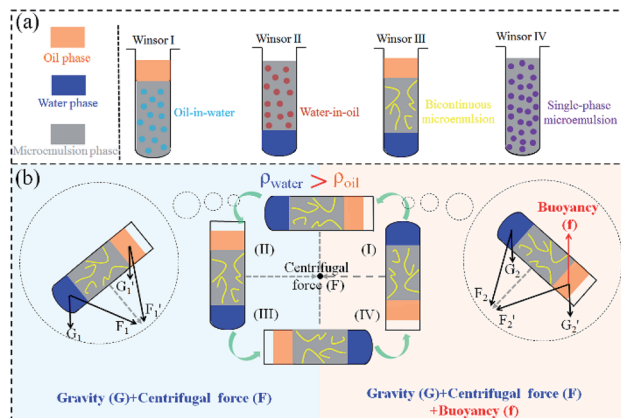 (a)
Oil phase
Water phase
Microemulsion phase
Winsor I
Oil-in-water
Winsor II
Water-in-oil
Winsor III
Bicontinuous
microemulsion
Winsor IV
Single-phase
microemulsion
(b)
ρwater > ρoil
G1
G1'
F1
F1'
(II)
(I)
Centrifugal
force (F)
(III)
(IV)
Buoyancy
(f)
G2
F2
F2'
G2'
Gravity (G)+Centrifugal force (F)
Gravity (G)+Centrifugal force (F)
+Buoyancy (f)